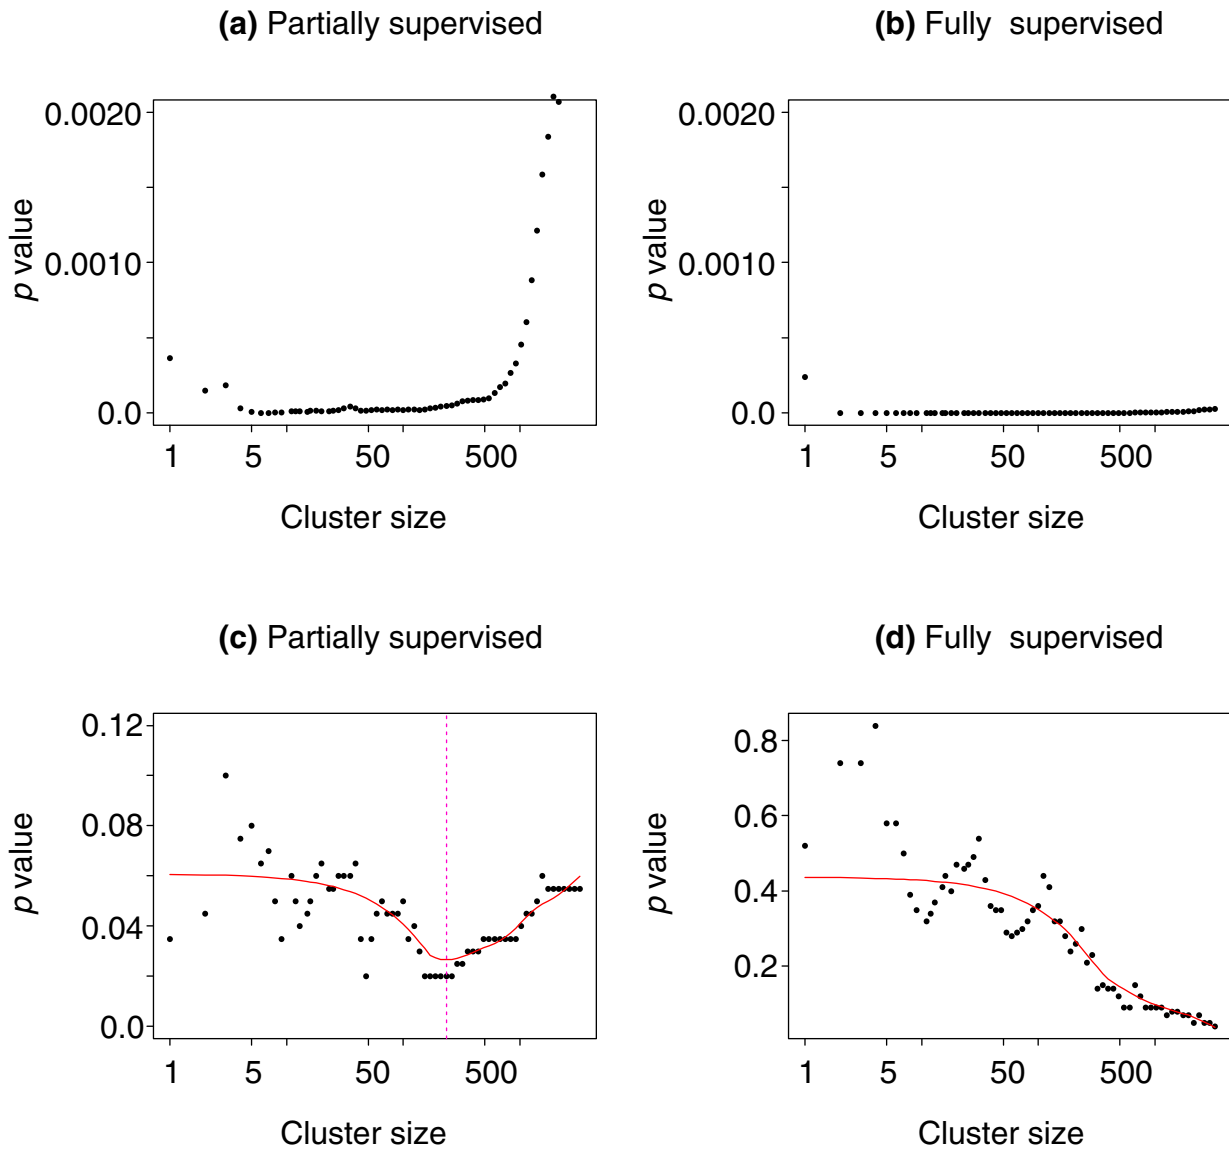 (a) Partially supervised
0.0020
0.0010
0.0
p value
1 5 50 500
Cluster size
(b) Fully supervised
0.0020
0.0010
0.0
p value
1 5 50 500
Cluster size
(c) Partially supervised
0.12
0.08
0.04
0.0
p value
1 5 50 500
Cluster size
(d) Fully supervised
0.8
0.6
0.4
0.2
p value
1 5 50 500
Cluster size